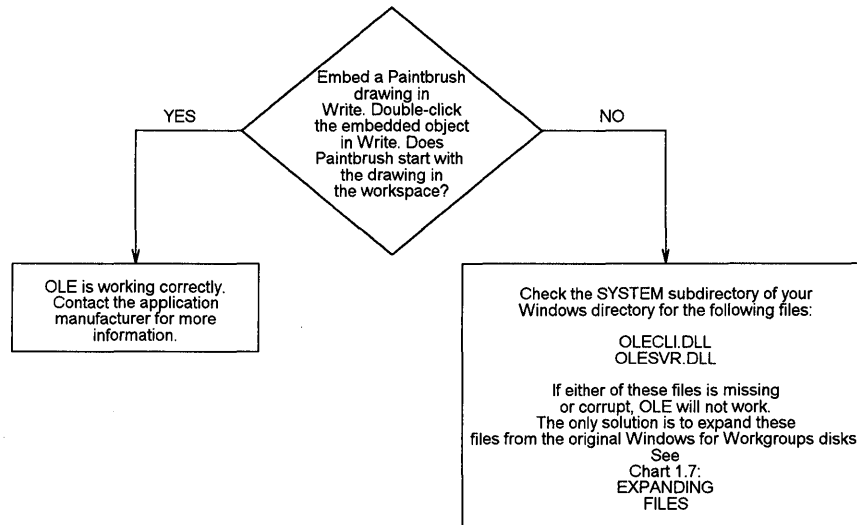 Embed a Paintbrush
drawing in
Write. Double-click
the embedded object
in Write. Does
Paintbrush start with
the drawing in
the workspace?
YES
NO
OLE is working correctly.
Contact the application
manufacturer for more
information.
Check the SYSTEM subdirectory of your
Windows directory for the following files:
OLECLI.DLL
OLESVR.DLL
If either of these files is missing
or corrupt, OLE will not work.
The only solution is to expand these
files from the original Windows for Workgroups disks
See
Chart 1.7:
EXPANDING
FILES